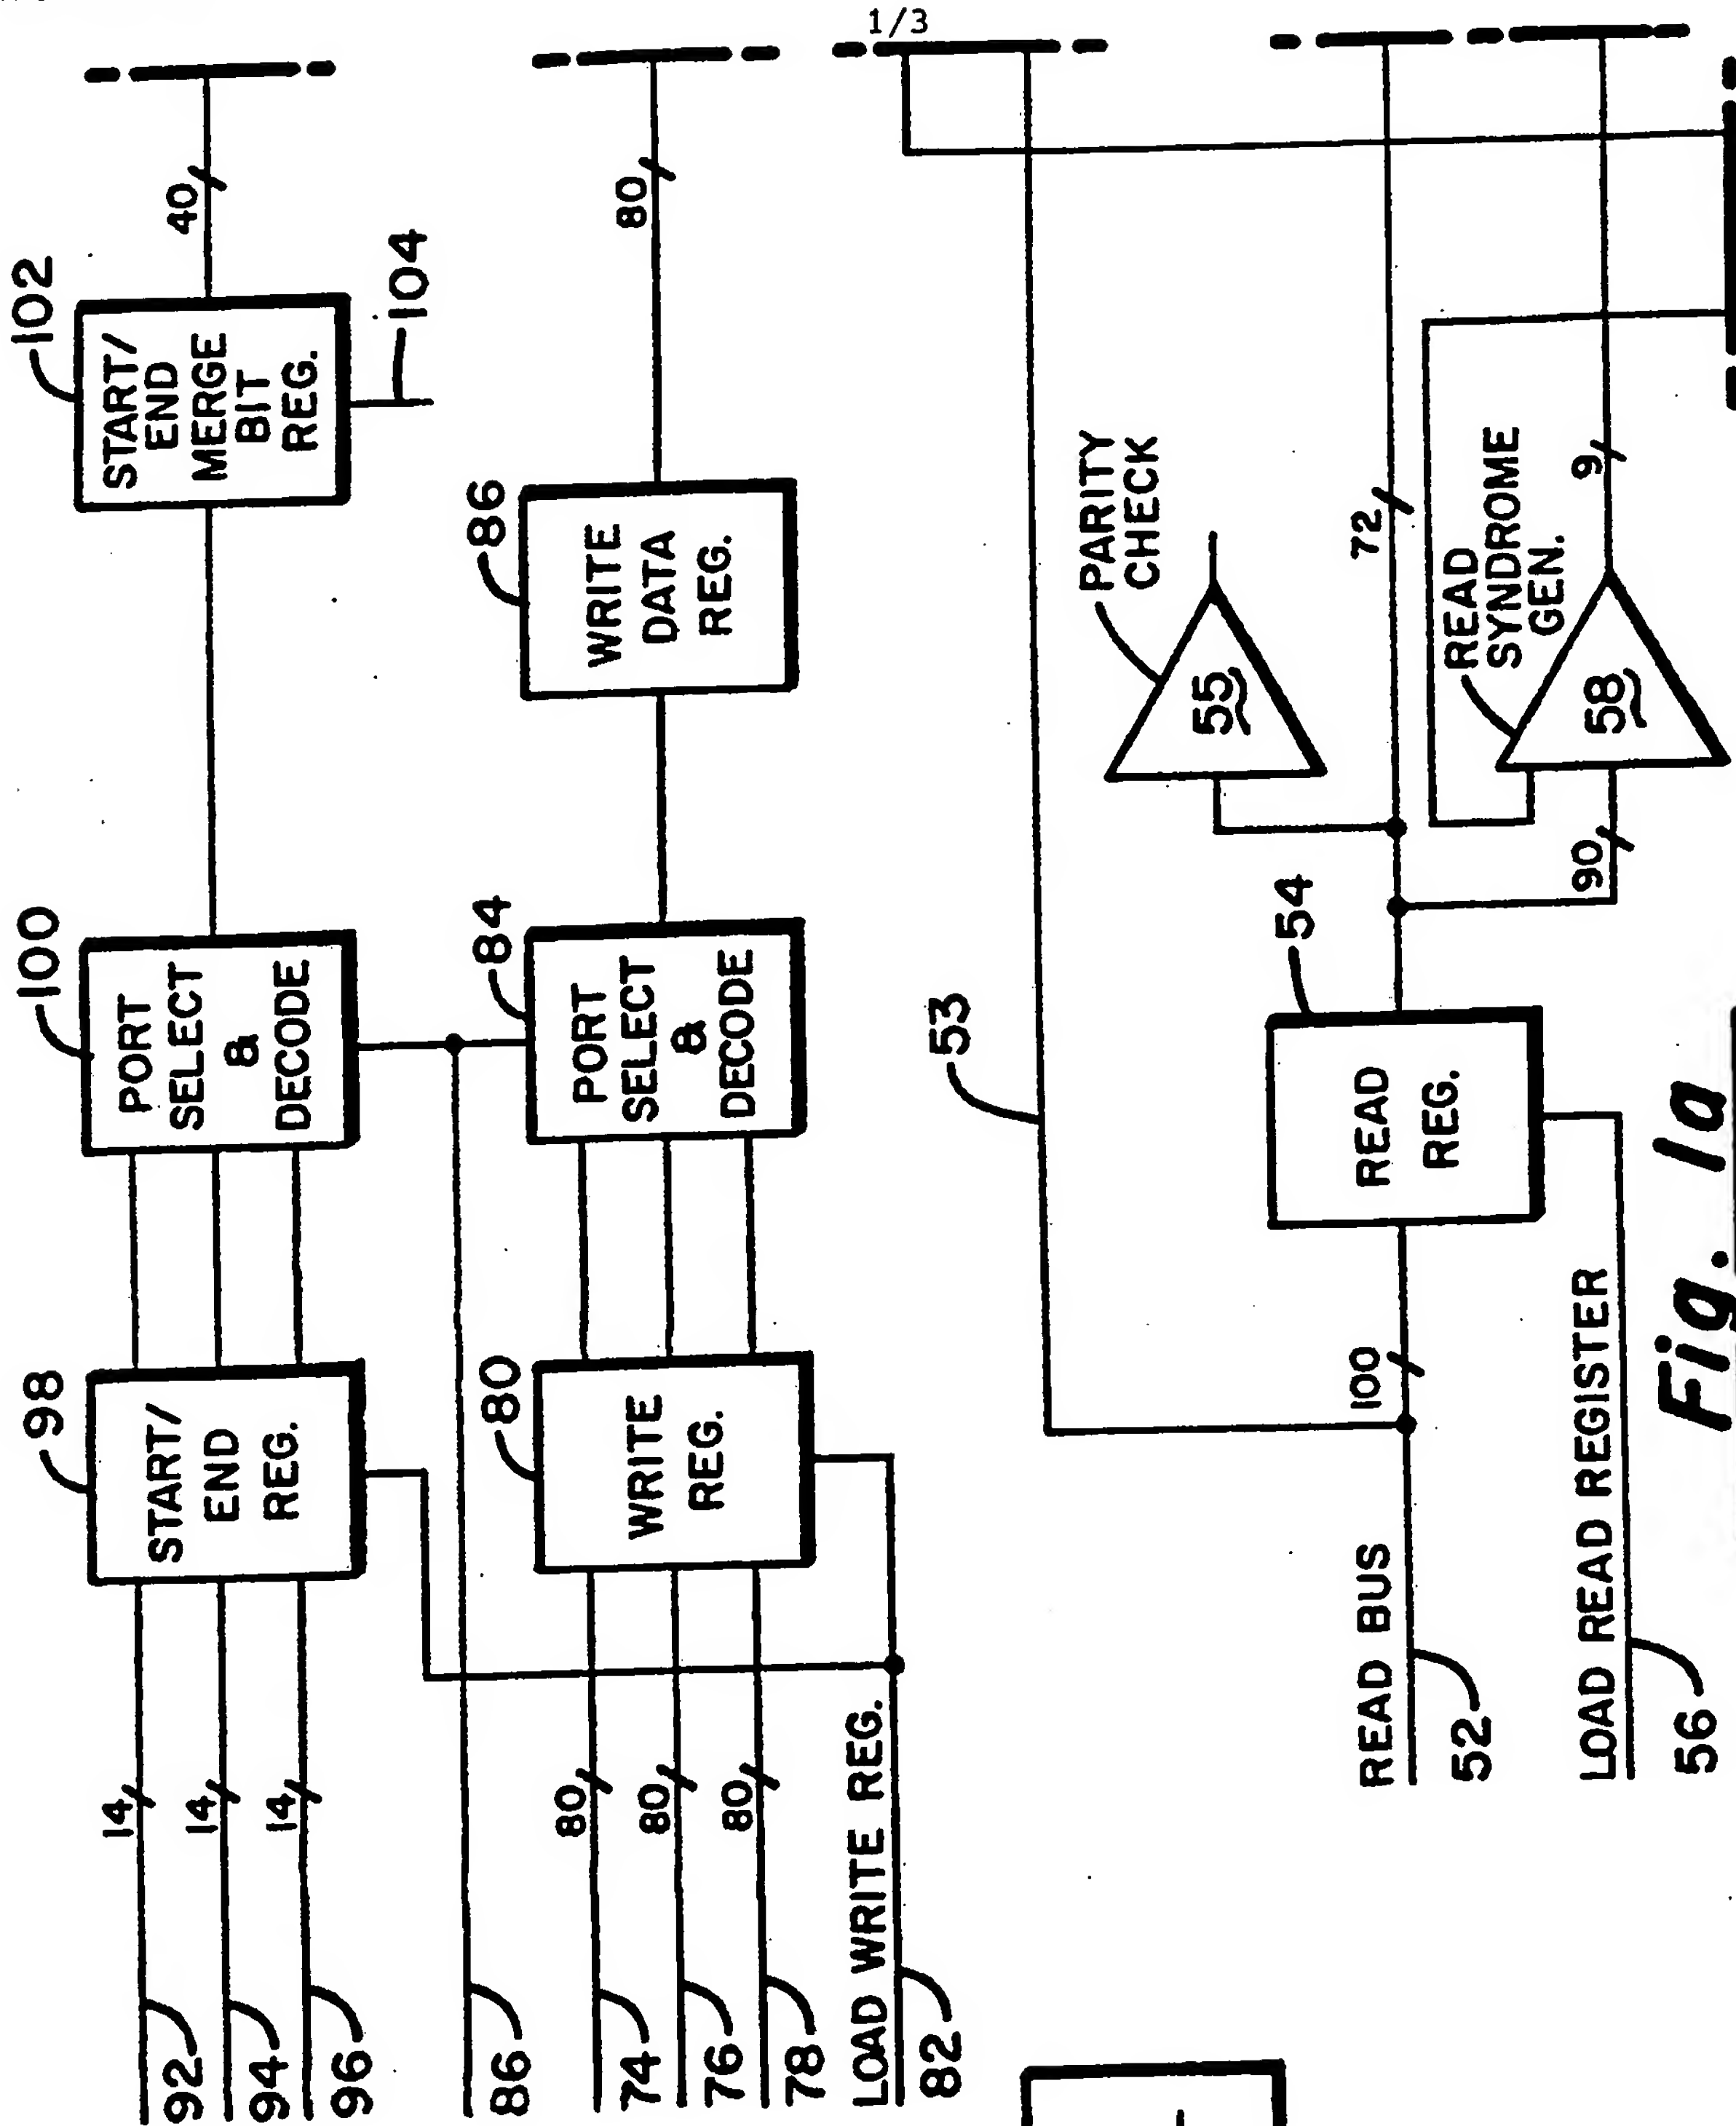 1/3
102
START/
END
MERGE
BIT
REG.
40
104
100
PORT
SELECT
&
DECODE
98
START/
END
REG.
14
14
14
92
94
96
86
80
86
WRITE
DATA
REG.
84
PORT
SELECT
&
DECODE
80
WRITE
REG.
80
80
80
74
76
78
LOAD WRITE REG.
82
53
PARITY
CHECK
55
72
READ
SYNDROME
GEN.
9
58
90
54
READ
REG.
100
READ BUS
52
LOAD READ REGISTER
56
Fig. 1a